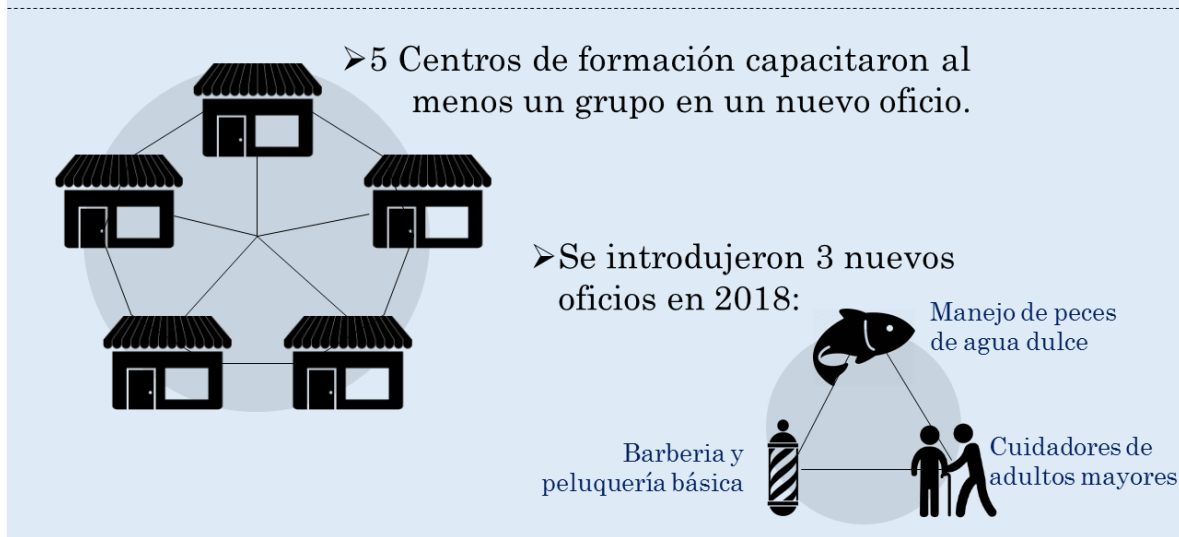 ➢5 Centros de formación capacitaron al
menos un grupo en un nuevo oficio.
➢Se introdujeron 3 nuevos
oficios en 2018:
Manejo de peces
de agua dulce
Barberia y
peluquería básica
Cuidadores de
adultos mayores